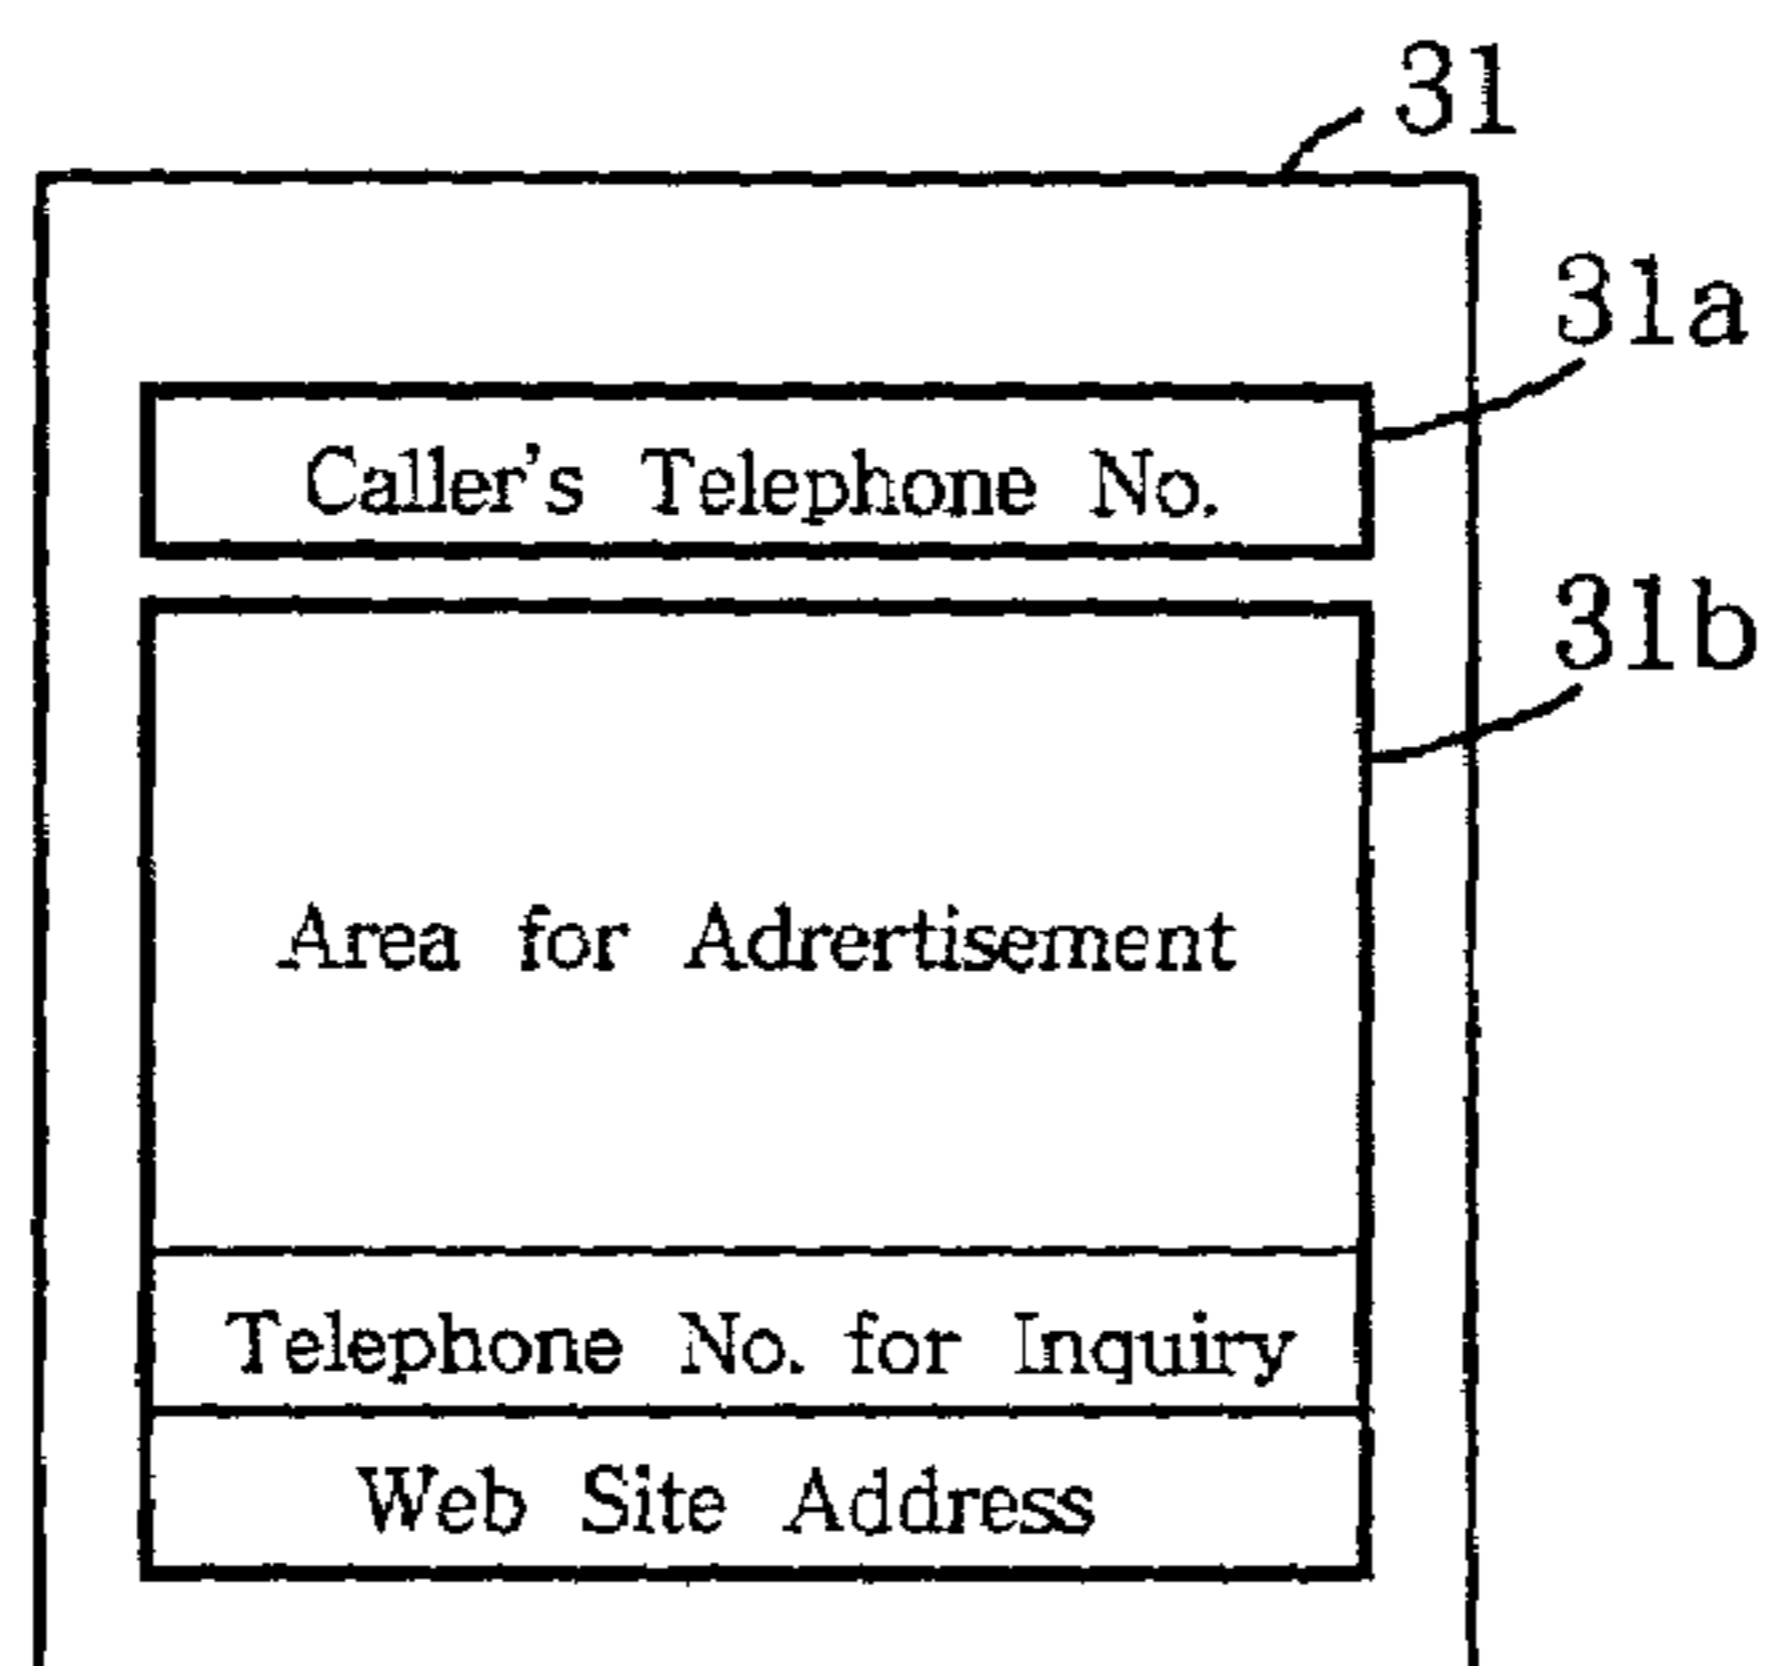 31
31a
Caller's Telephone No.
31b
Area for Adrertisement
Telephone No. for Inquiry
Web Site Address